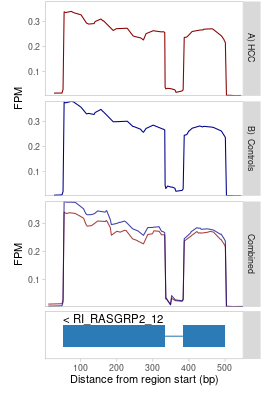 0.3
0.2
0.1
FPM
A) HCC
0.3
0.2
0.1
B) Controls
0.3
0.2
0.1
FPM
Combined
< RI_RASGRP2_12
100 200 300 400 500
Distance from region start (bp)